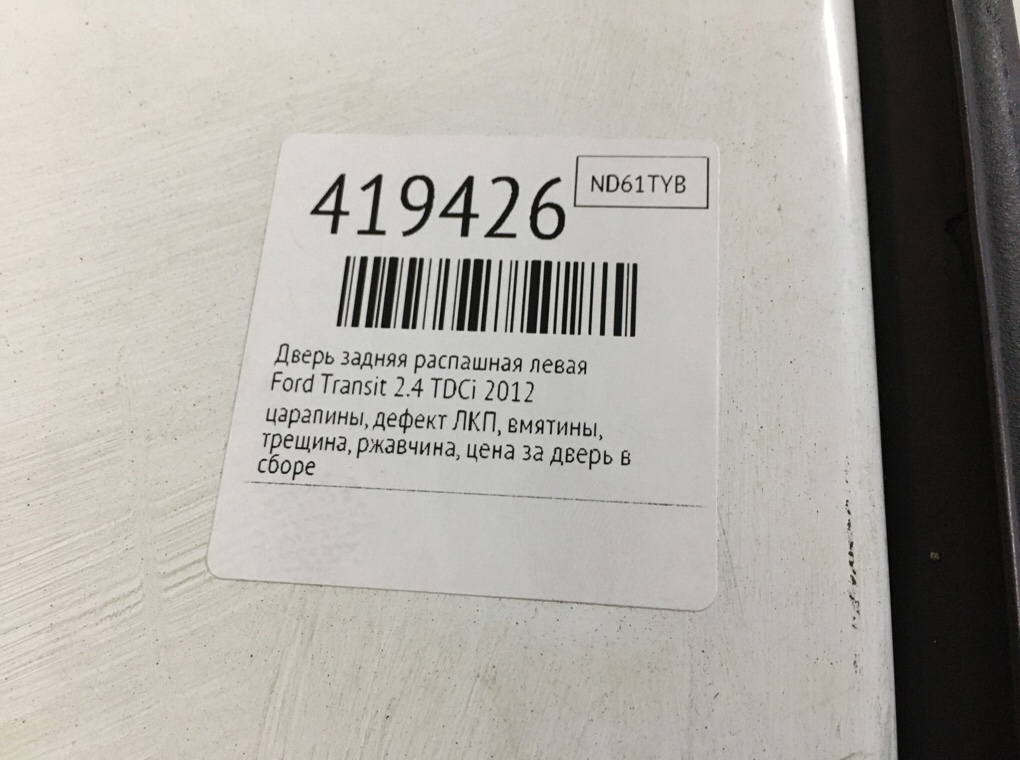 419426
ND61TYB
Дверь задняя распашная левая
Ford Transit 2.4 TDCi 2012
царапины, дефект ЛКП, вмятины,
трещина, ржавчина, цена за дверь в
сборе